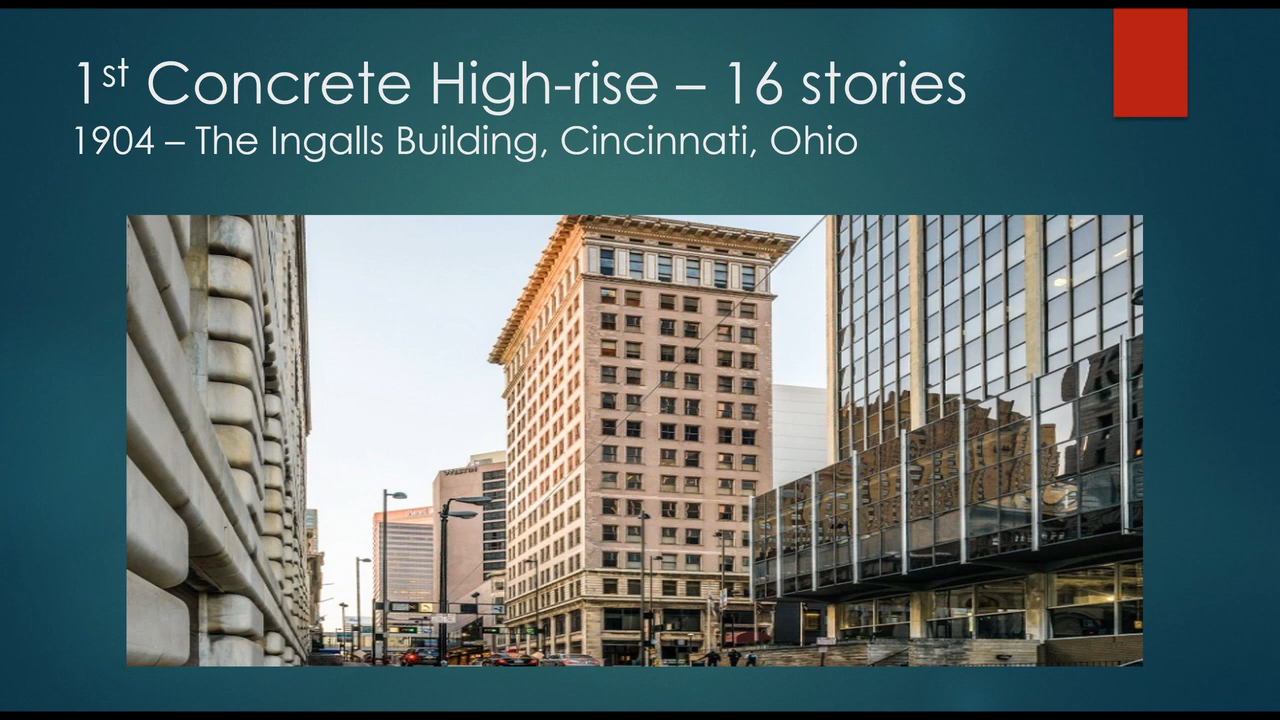 1st Concrete High-rise – 16 stories
1904 – The Ingalls Building, Cincinnati, Ohio